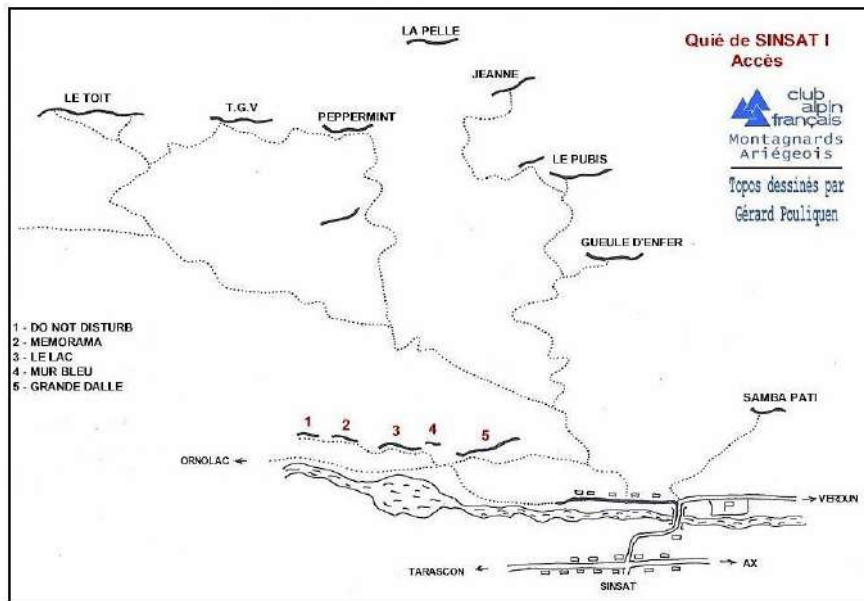 LA PELLE
Quié de SINSAT I
Accès
JEANNE
LE TOIT
T.G.V
PEPPERMINT
club
alpin
français
Montagnards
Ariégeois
LE PUBIS
Topos dessinés par
Gérard Pouliquen
GUEULE D'ENFER
1 - DO NOT DISTURB
2 - MEMORAMA
3 - LE LAC
4 - MUR BLEU
5 - GRANDE DALLE
SAMBA PATI
1 2 3 4 5
ORNOLAC
VERDUN
P
TARASCON
AX
SINSAT